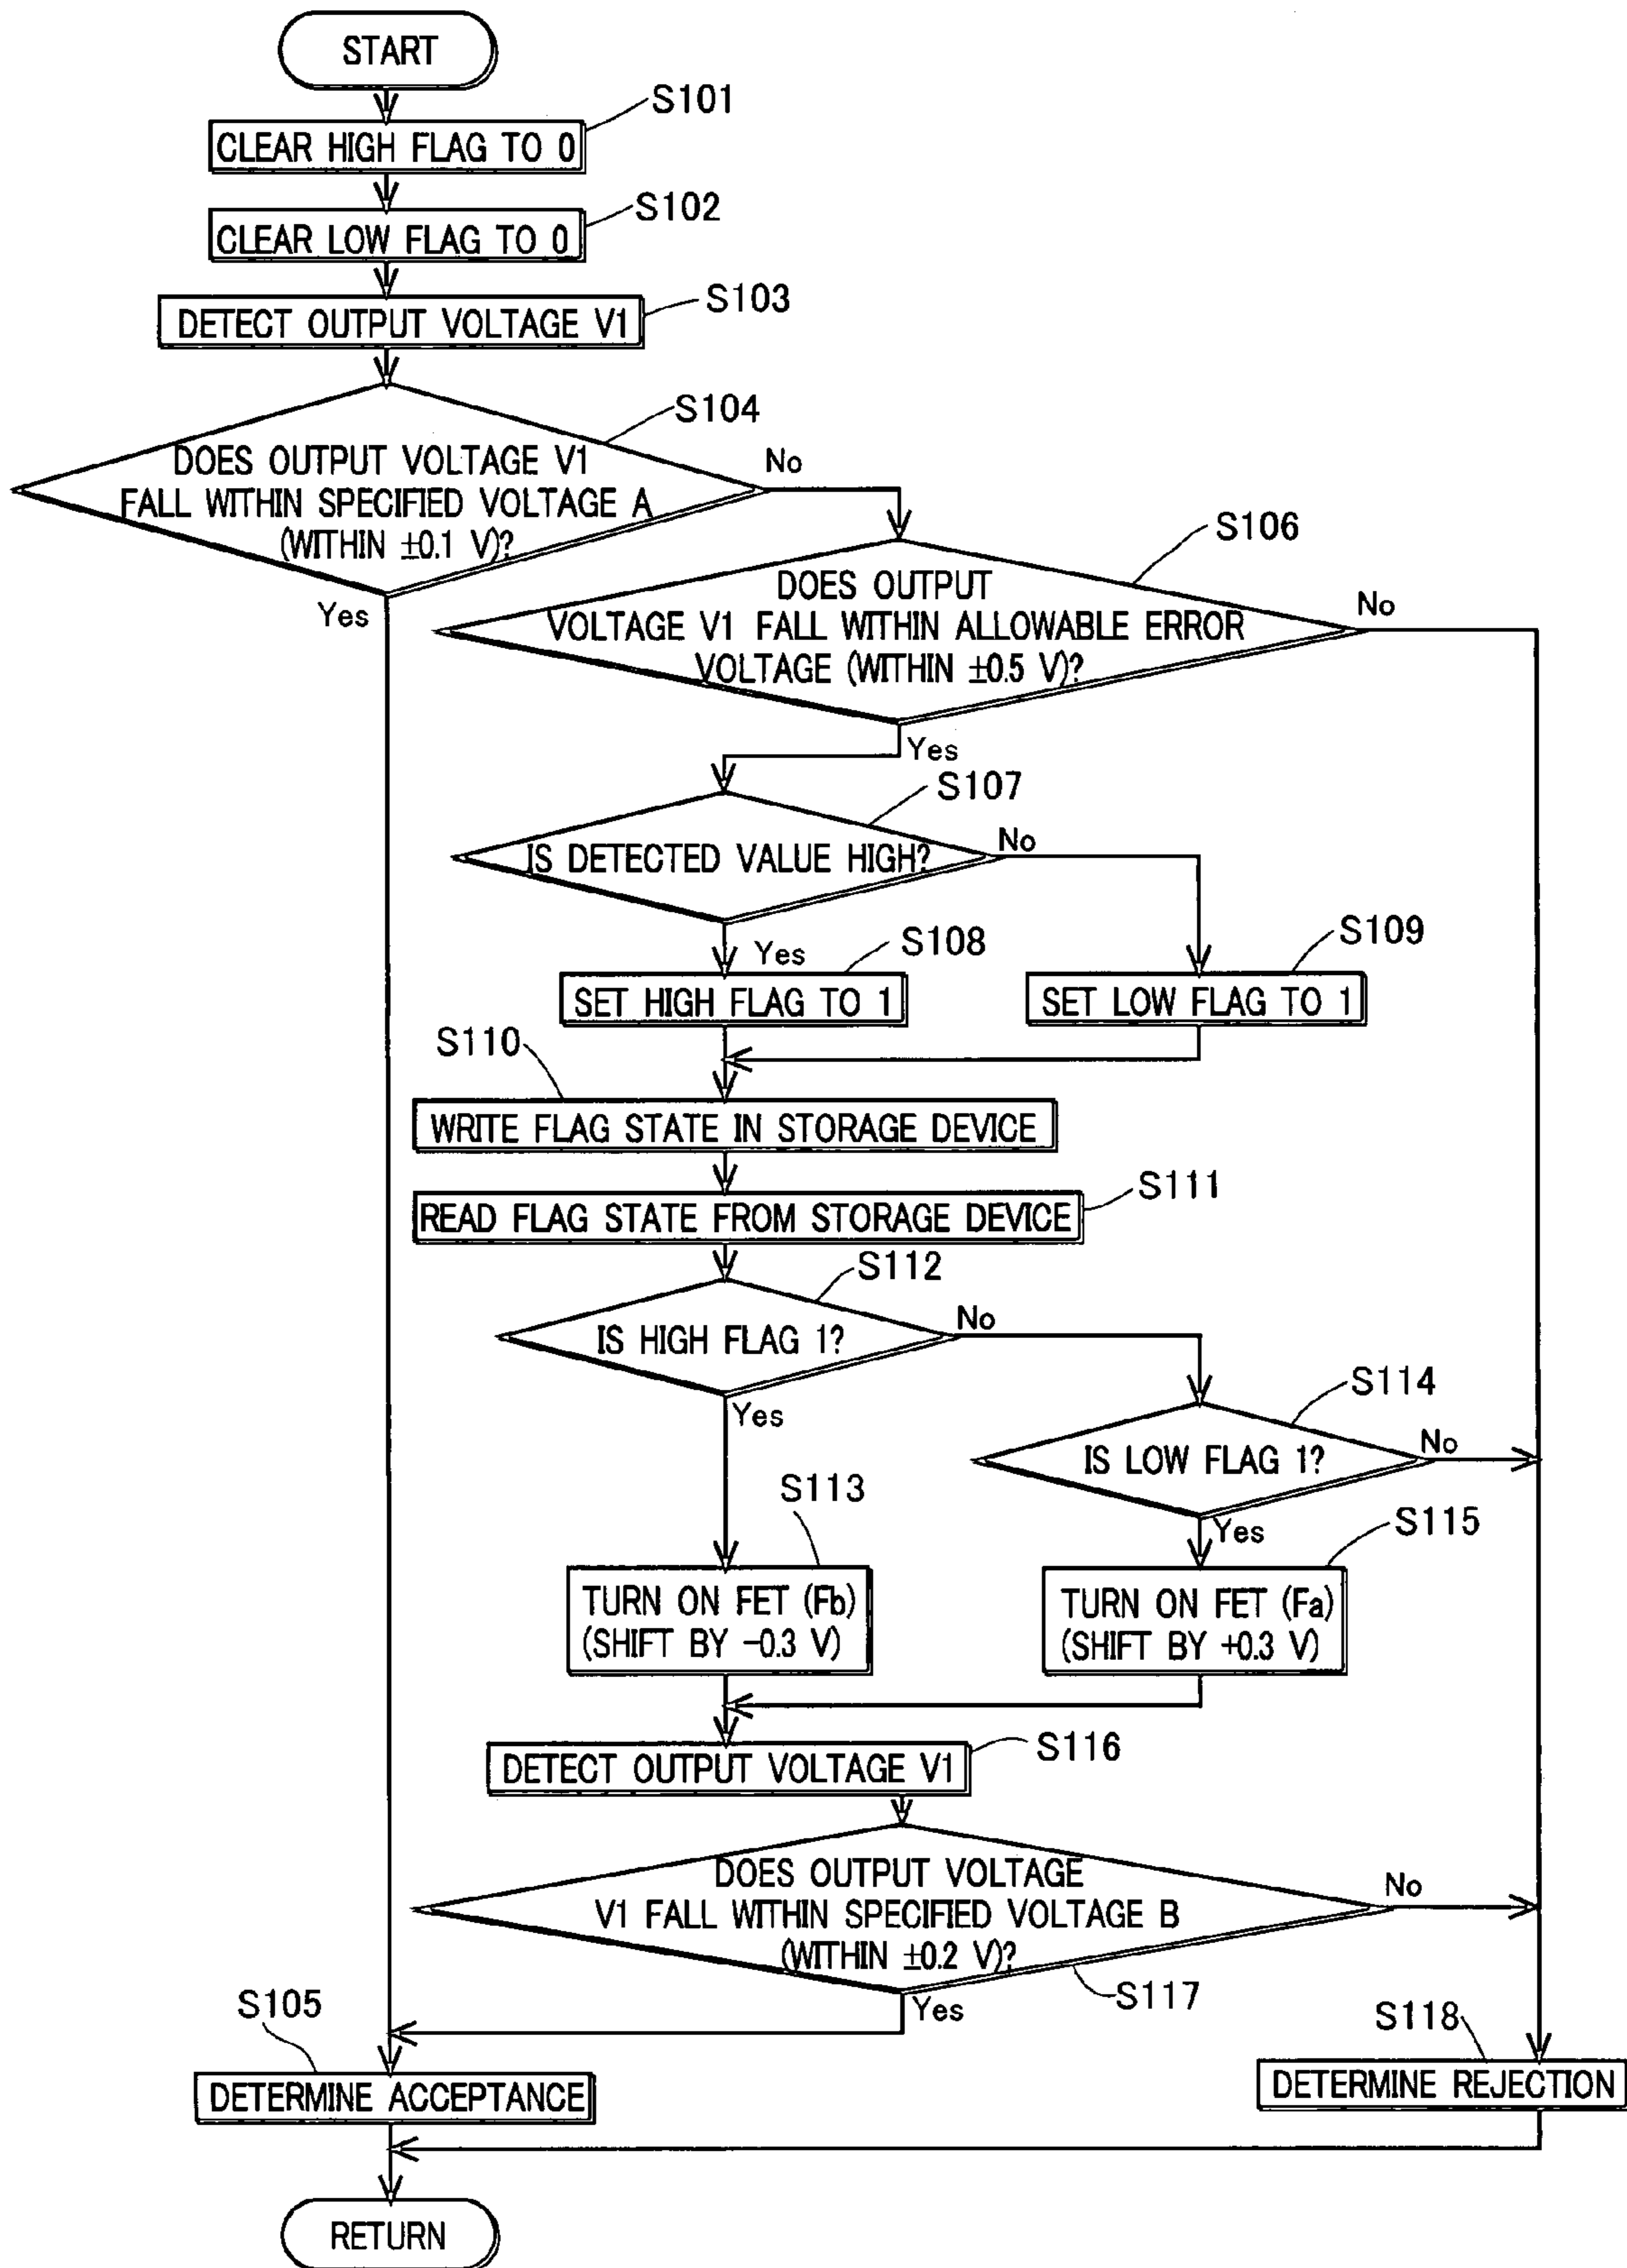 START
S101
CLEAR HIGH FLAG TO 0
S102
CLEAR LOW FLAG TO 0
S103
DETECT OUTPUT VOLTAGE V1
S104
DOES OUTPUT VOLTAGE V1
FALL WITHIN SPECIFIED VOLTAGE A
(WITHIN ±0.1 V)?
No
Yes
S106
DOES OUTPUT
VOLTAGE V1 FALL WITHIN ALLOWABLE ERROR
VOLTAGE (WITHIN ±0.5 V)?
No
Yes
S107
IS DETECTED VALUE HIGH?
No
Yes
S108
SET HIGH FLAG TO 1
S109
SET LOW FLAG TO 1
S110
WRITE FLAG STATE IN STORAGE DEVICE
S111
READ FLAG STATE FROM STORAGE DEVICE
S112
IS HIGH FLAG 1?
No
Yes
S114
IS LOW FLAG 1?
No
Yes
S113
TURN ON FET (Fb)
(SHIFT BY −0.3 V)
S115
TURN ON FET (Fa)
(SHIFT BY +0.3 V)
S116
DETECT OUTPUT VOLTAGE V1
DOES OUTPUT VOLTAGE
V1 FALL WITHIN SPECIFIED VOLTAGE B
(WITHIN ±0.2 V)?
No
S117
Yes
S105
DETERMINE ACCEPTANCE
S118
DETERMINE REJECTION
RETURN